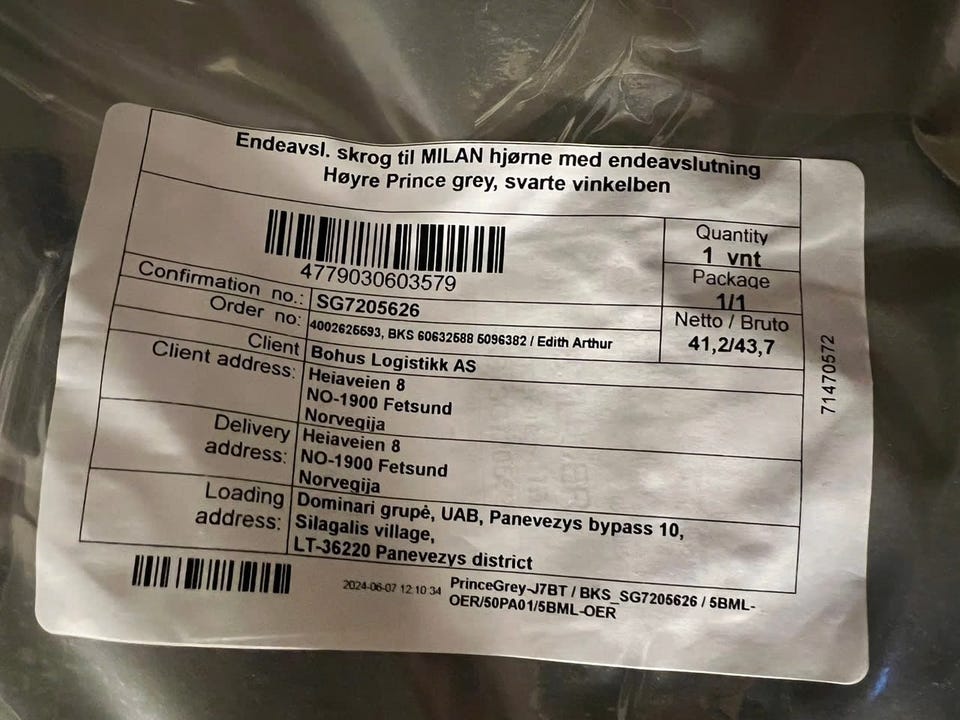 Endeavsl. skrog til MILAN hjørne med endeavslutning
Høyre Prince grey, svarte vinkelben
4779030603579
Quantity
1 vnt
Package
1/1
Netto / Bruto
41,2/43,7
Confirmation no.: SG7205626
Order no: 4002626693, BKS 60632688 6096382 / Edith Arthur
Client Bohus Logistikk AS
Client address: Heiaveien 8
NO-1900 Fetsund
Norvegija
Delivery address: Heiaveien 8
NO-1900 Fetsund
Norvegija
Loading address: Dominari grupė, UAB, Panevezys bypass 10,
Silagalis village,
LT-36220 Panevezys district
2024-06-07 12:10:34
PrinceGrey-J7BT / BKS_SG7205626 / 5BML-
OER/50PA01/5BML-OER
71470572